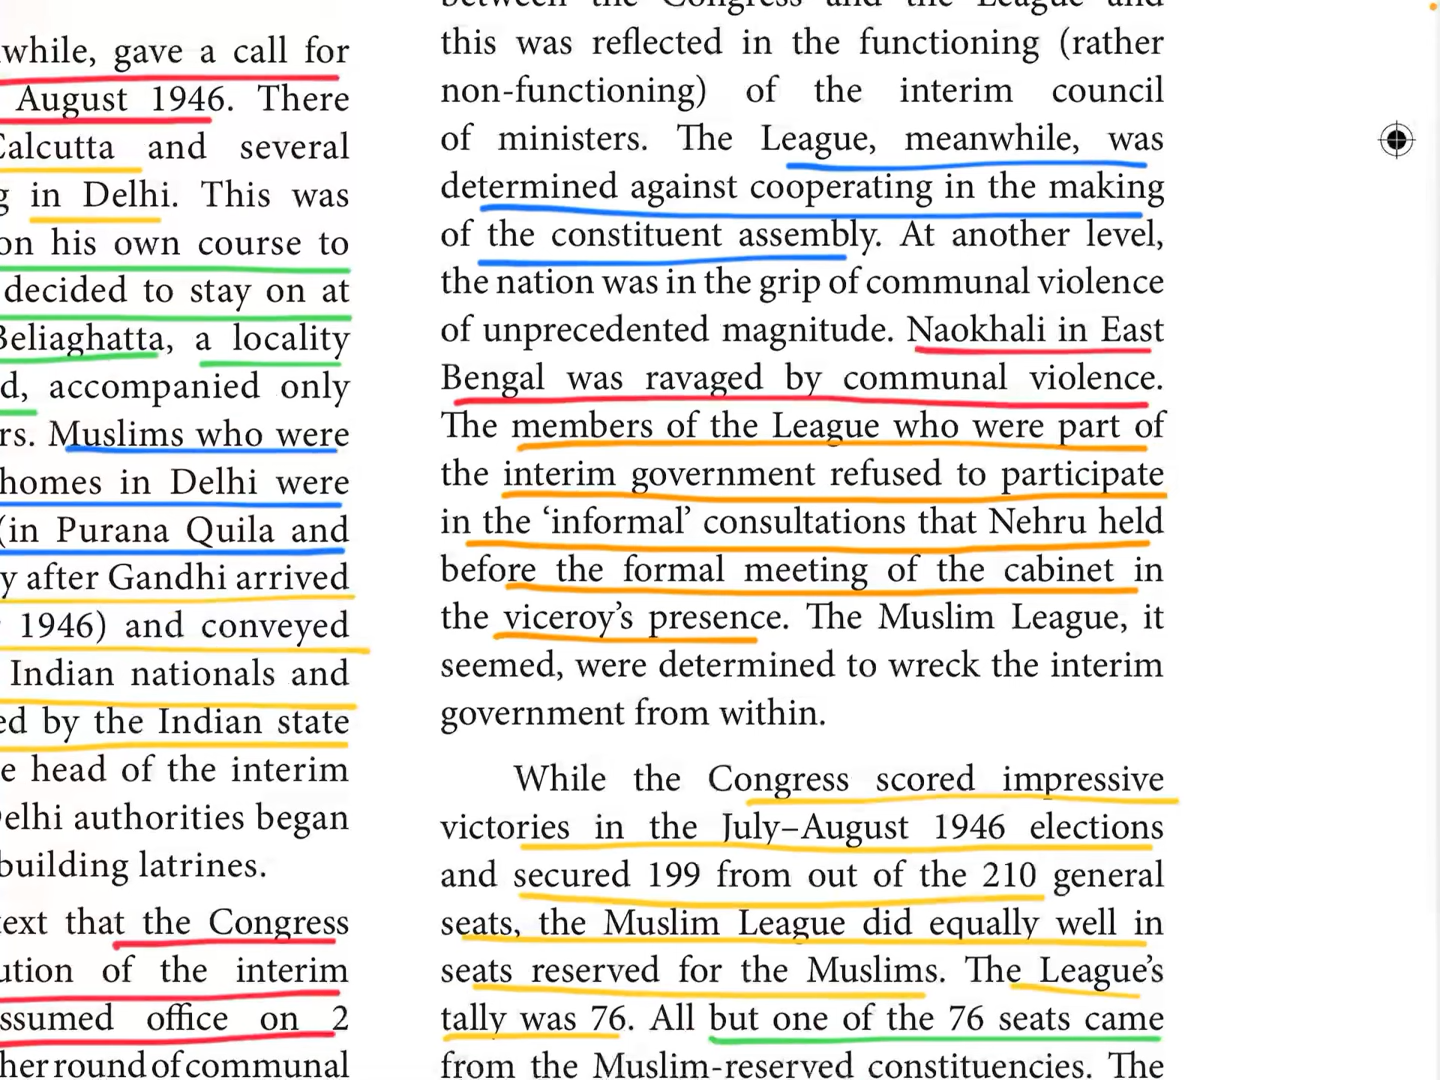 while, gave a call for
August 1946. There
Calcutta and several
g in Delhi. This was
on his own course to
decided to stay on at
Beliaghatta, a locality
d, accompanied only
rs. Muslims who were
homes in Delhi were
(in Purana Quila and
y after Gandhi arrived
1946) and conveyed
Indian nationals and
ed by the Indian state
e head of the interim
Delhi authorities began
building latrines.
text that the Congress
ution of the interim
ssumed office on 2
her round of communal
between the Congress and the League and
this was reflected in the functioning (rather
non-functioning) of the interim council
of ministers. The League, meanwhile, was
determined against cooperating in the making
of the constituent assembly. At another level,
the nation was in the grip of communal violence
of unprecedented magnitude. Naokhali in East
Bengal was ravaged by communal violence.
The members of the League who were part of
the interim government refused to participate
in the ‘informal’ consultations that Nehru held
before the formal meeting of the cabinet in
the viceroy’s presence. The Muslim League, it
seemed, were determined to wreck the interim
government from within.
While the Congress scored impressive
victories in the July–August 1946 elections
and secured 199 from out of the 210 general
seats, the Muslim League did equally well in
seats reserved for the Muslims. The League’s
tally was 76. All but one of the 76 seats came
from the Muslim-reserved constituencies. The